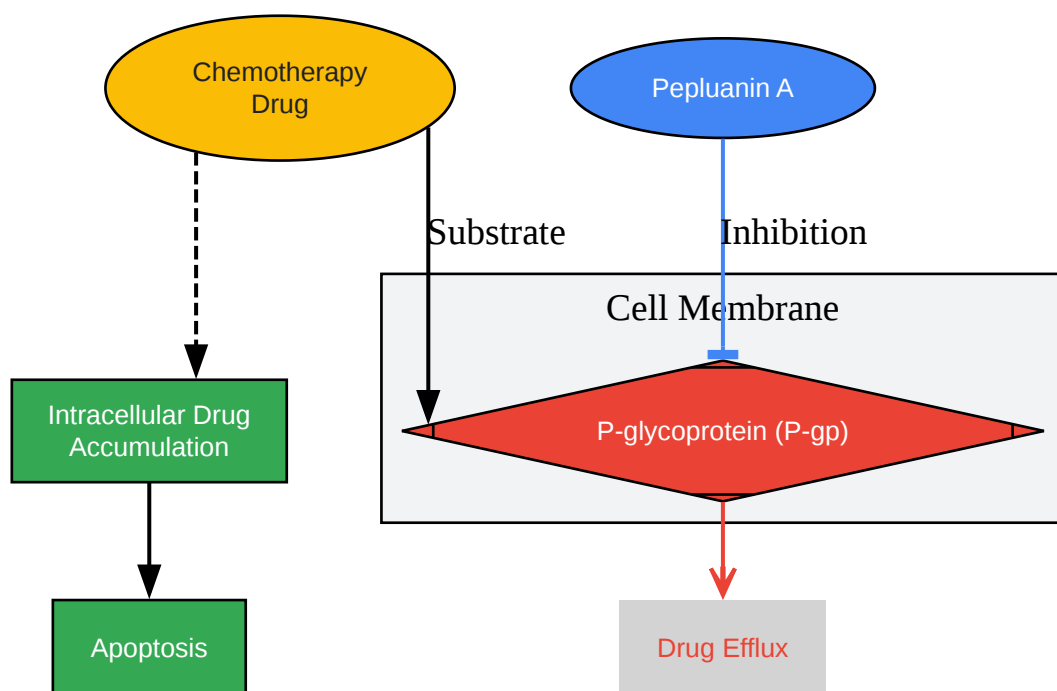 Chemotherapy
Drug
Pepluanin A
Substrate
Inhibition
Cell Membrane
Intracellular Drug
Accumulation
P-glycoprotein (P-gp)
Apoptosis
Drug Efflux